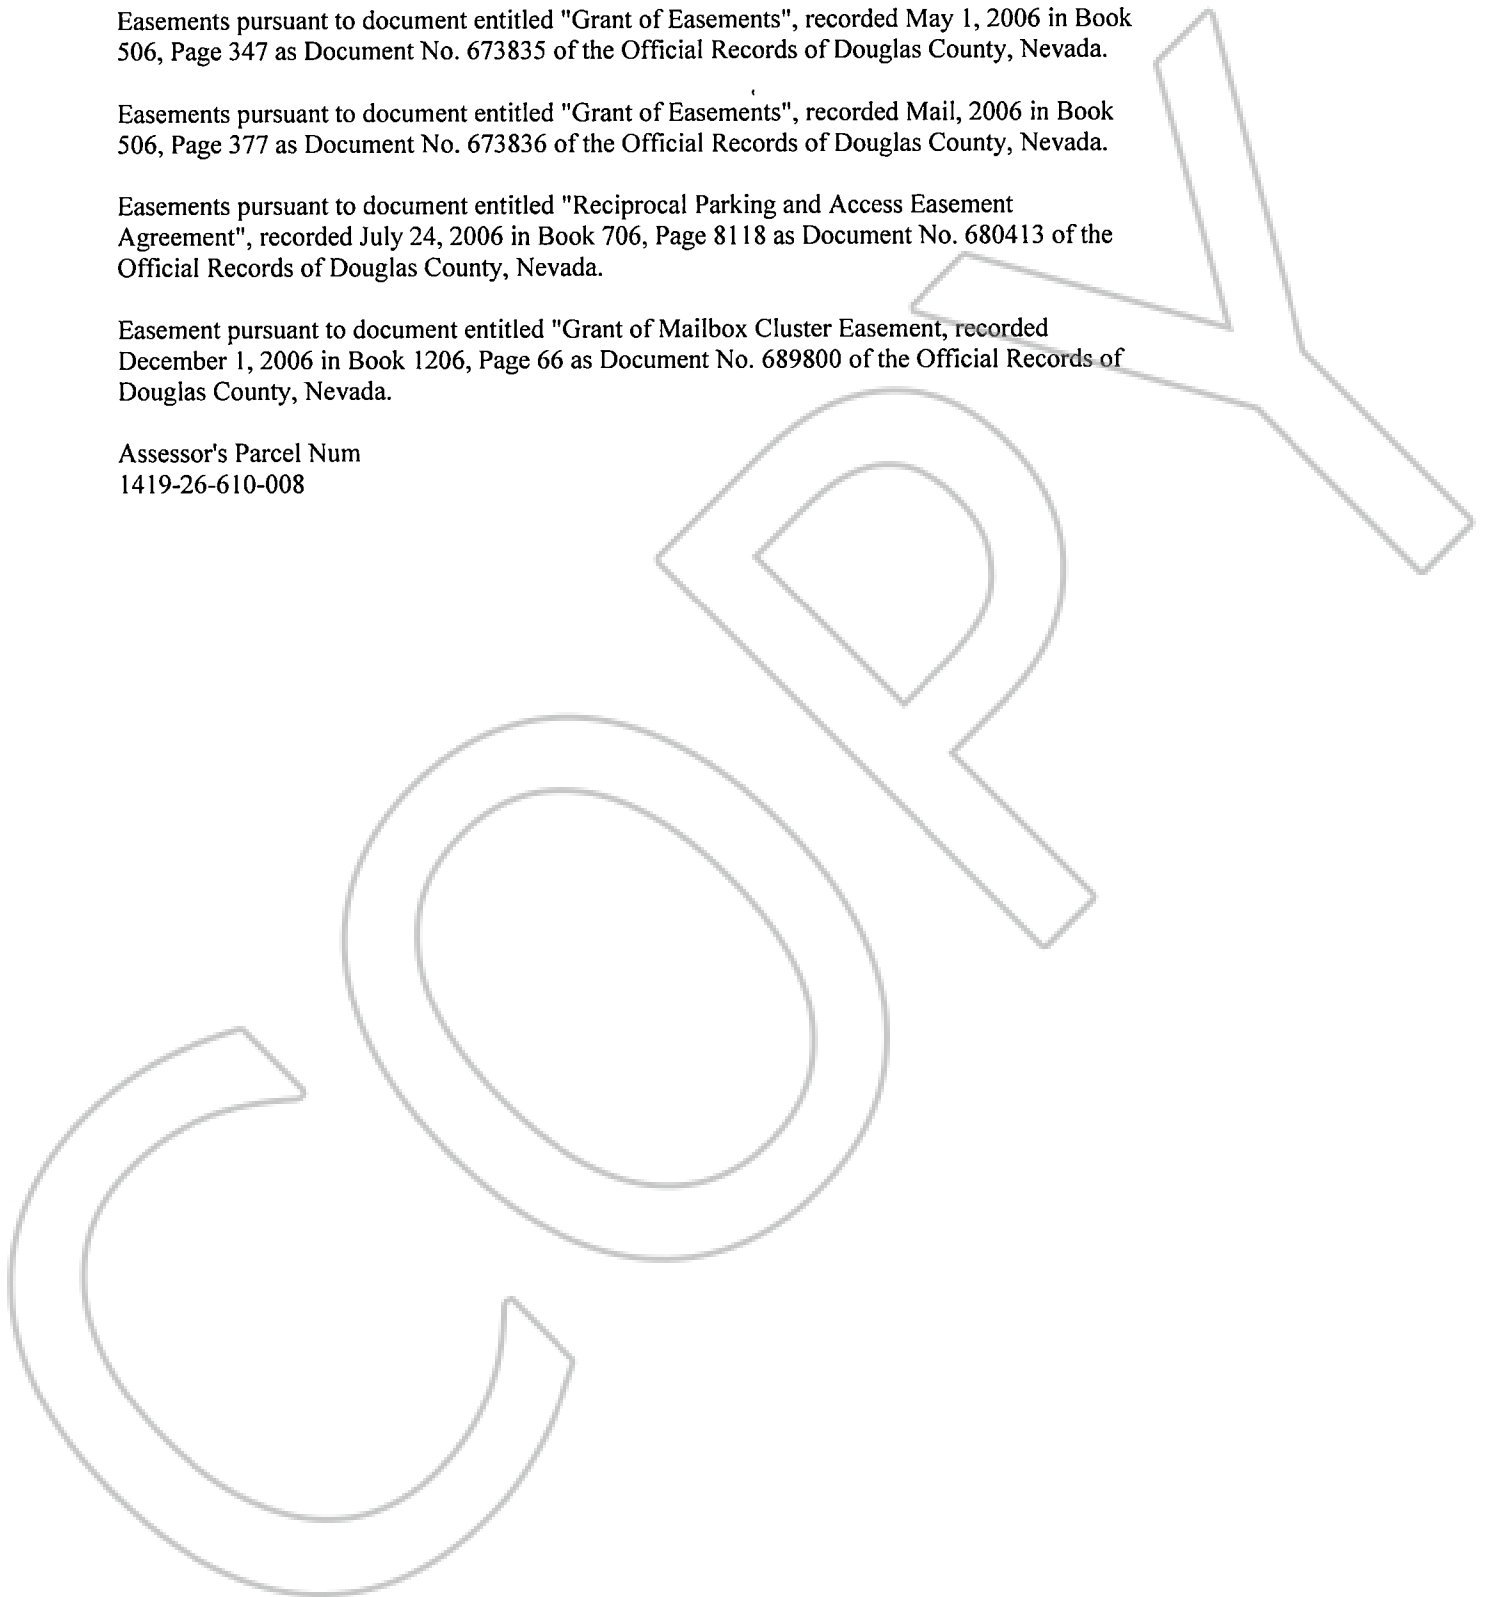 Easements pursuant to document entitled "Grant of Easements", recorded May 1, 2006 in Book
506, Page 347 as Document No. 673835 of the Official Records of Douglas County, Nevada.
Easements pursuant to document entitled "Grant of Easements", recorded Mail, 2006 in Book
506, Page 377 as Document No. 673836 of the Official Records of Douglas County, Nevada.
Easements pursuant to document entitled "Reciprocal Parking and Access Easement
Agreement", recorded July 24, 2006 in Book 706, Page 8118 as Document No. 680413 of the
Official Records of Douglas County, Nevada.
Easement pursuant to document entitled "Grant of Mailbox Cluster Easement, recorded
December 1, 2006 in Book 1206, Page 66 as Document No. 689800 of the Official Records of
Douglas County, Nevada.
Assessor's Parcel Num
1419-26-610-008
COPY